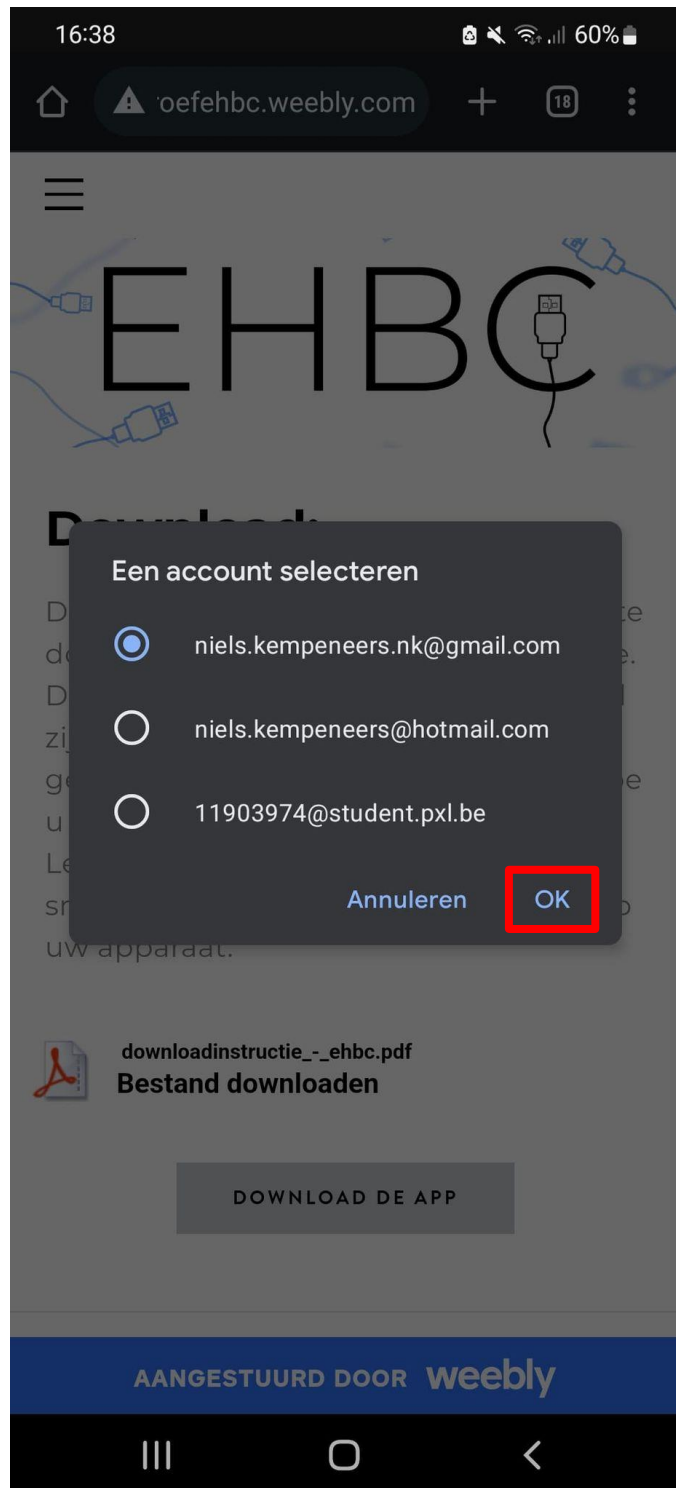 16:38
60%
roefehbc.weebly.com
18
EHBC
Een account selecteren
niels.kempeneers.nk@gmail.com
niels.kempeneers@hotmail.com
11903974@student.pxl.be
Annuleren
OK
uw apparaat.
downloadinstructie_-_ehbc.pdf
Bestand downloaden
DOWNLOAD DE APP
AANGESTUURD DOOR weebly